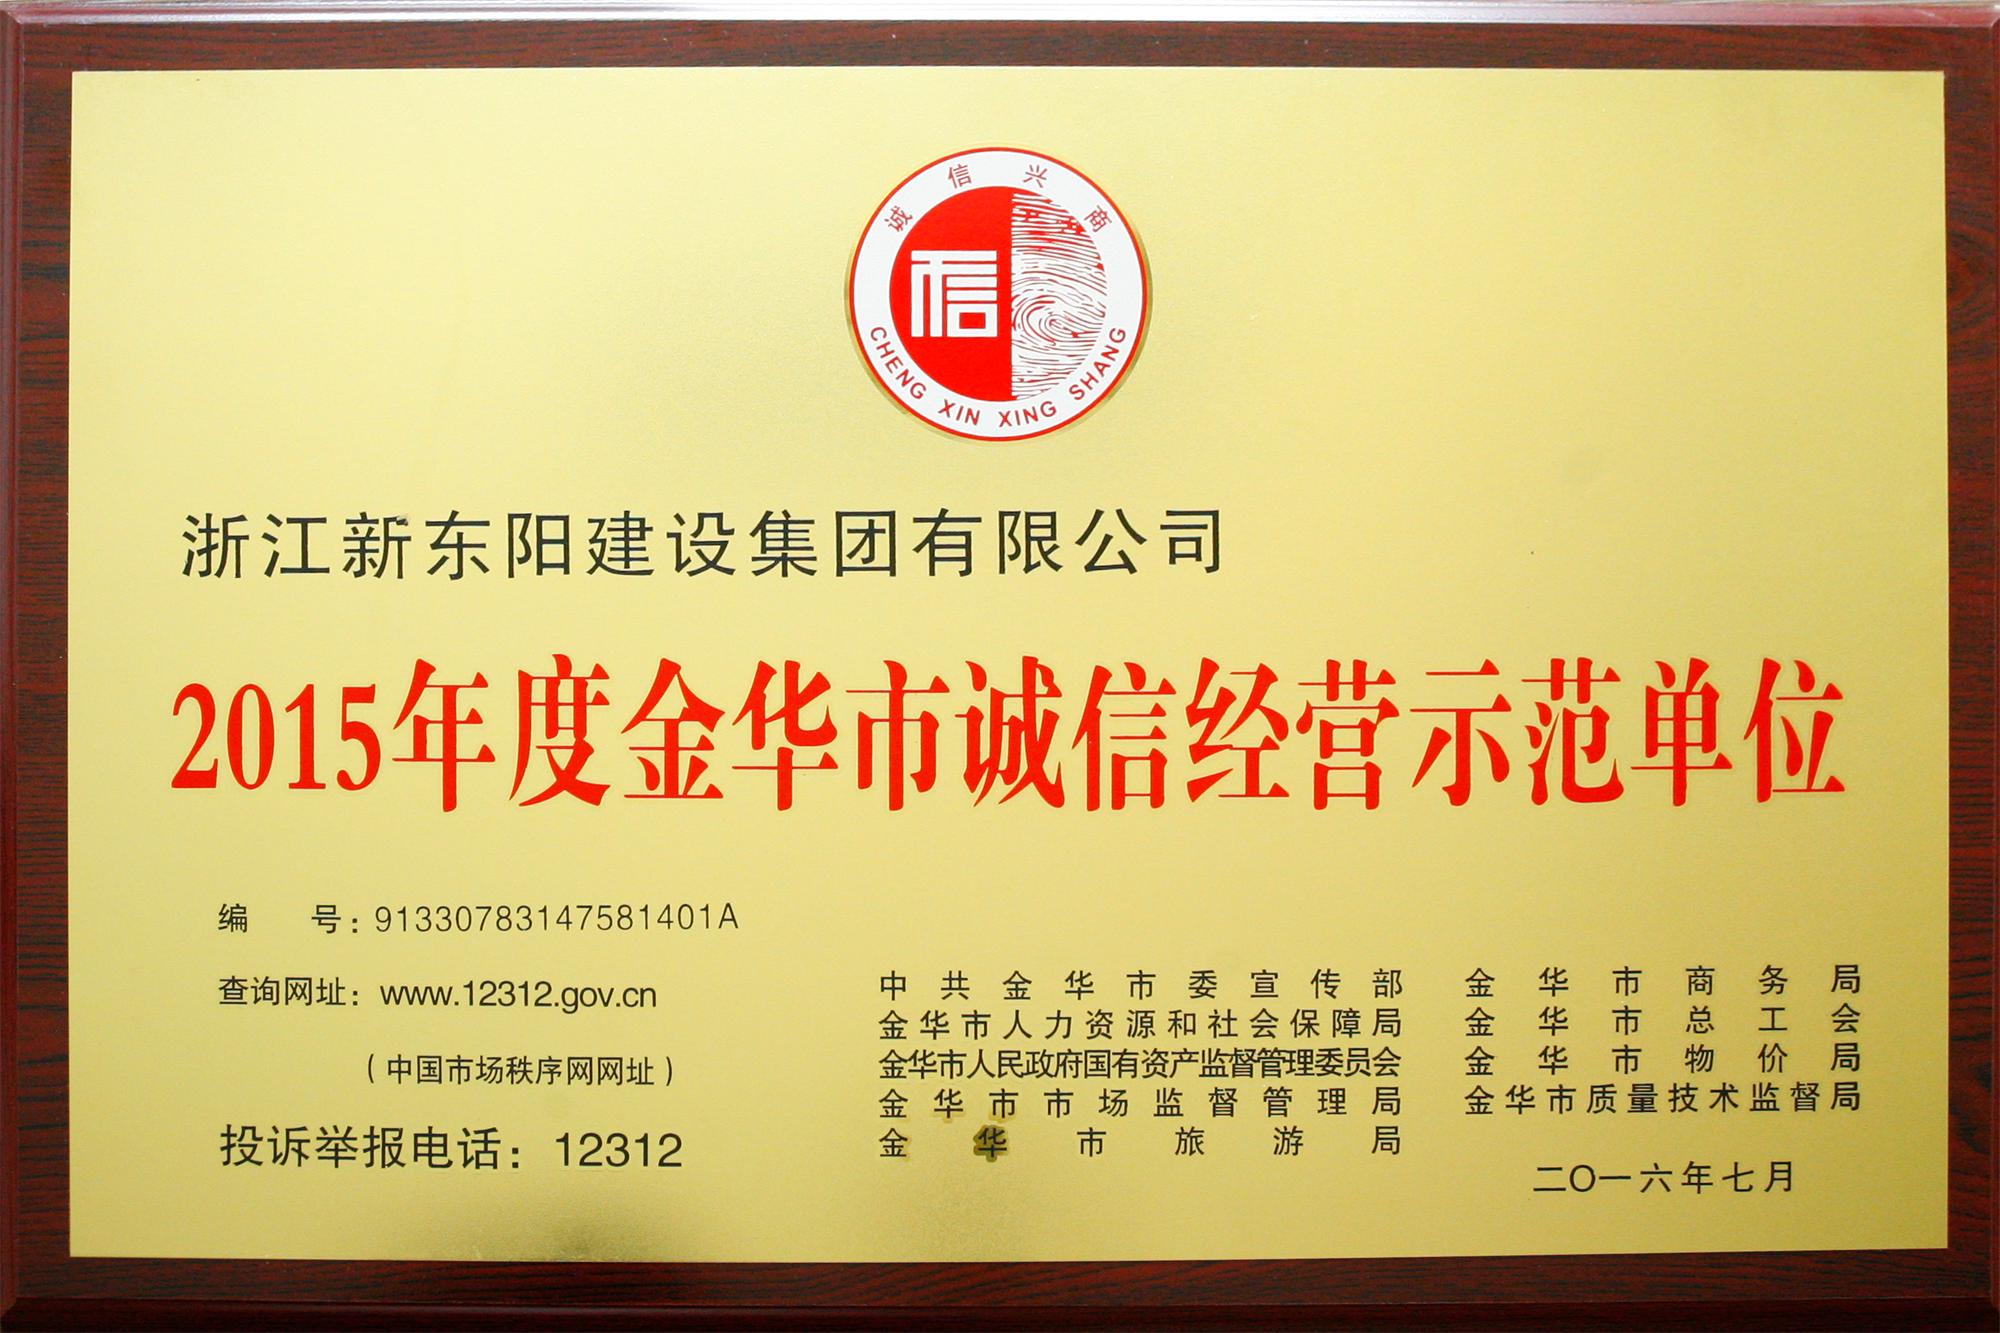 诚信兴商
信
CHENG XIN XING SHANG
浙江新东阳建设集团有限公司
2015年度金华市诚信经营示范单位
编 号：91330783147581401A
查询网址：www.12312.gov.cn
（中国市场秩序网网址）
投诉举报电话：12312
中共金华市委宣传部
金华市人力资源和社会保障局
金华市人民政府国有资产监督管理委员会
金华市市场监督管理局
金华市旅游局
金华市商务局
金华市总工会
金华市物价局
金华市质量技术监督局
二〇一六年七月